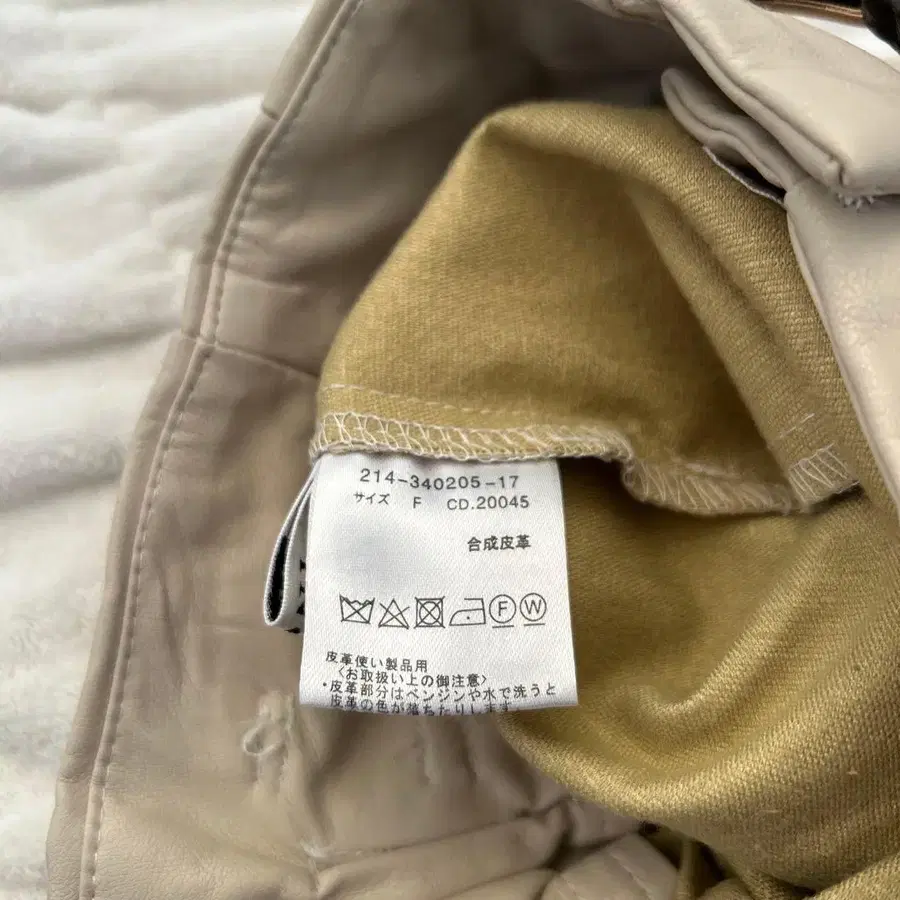 214-340205-17
サイズ F CD.20045
合成皮革
F W
皮革使い製品用
〈お取扱い上の御注意〉
・皮革部分はベンジンや水で洗うと
皮革の色が落ちたりします